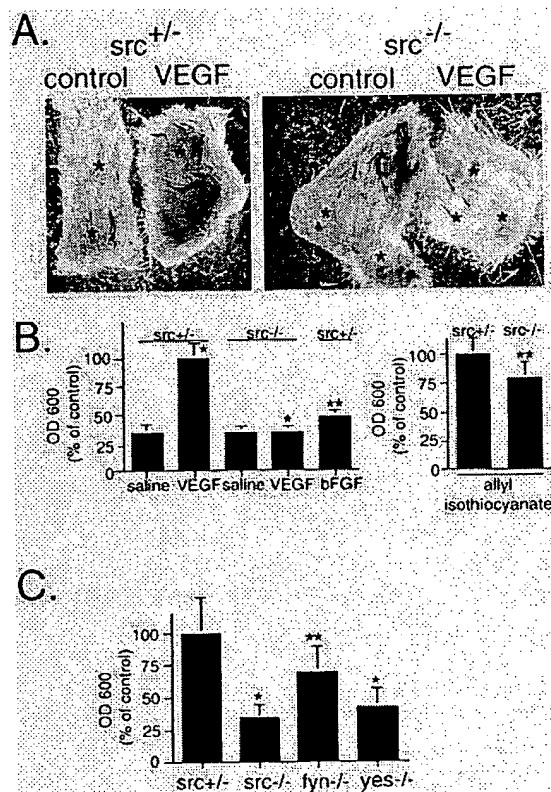 A.
src+/-
src-/-
control VEGF
control VEGF
B.
src+/- src-/- src+/-
OD 600
(% of control)
100
75
50
25
0
saline VEGF saline VEGF bFGF
src+/- src-/-
OD 600
(% of control)
100
75
50
25
0
allyl
isothiocyanate
C.
OD 600
(% of control)
100
75
50
25
0
src+/- src-/- fyn-/- yes-/-